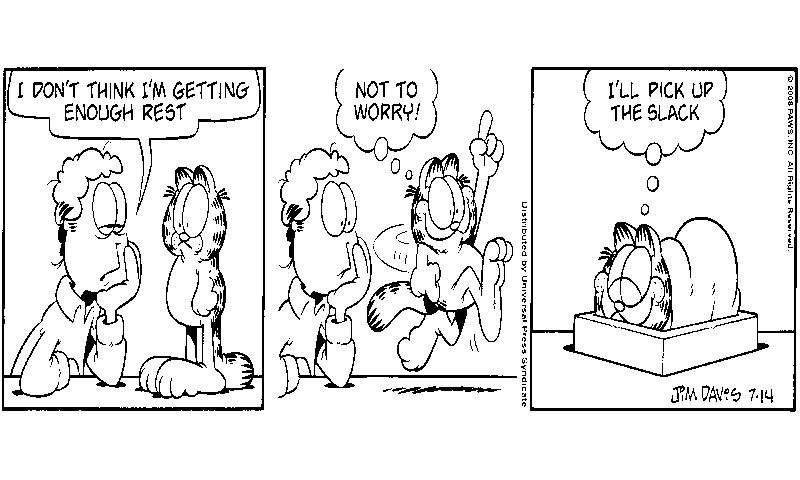 I DON'T THINK I'M GETTING
ENOUGH REST
NOT TO
WORRY!
Distributed by Universal Press Syndicate
I'LL PICK UP
THE SLACK
© 2008 PAWS, INC. All Rights Reserved.
JIM DAVIS 7-14